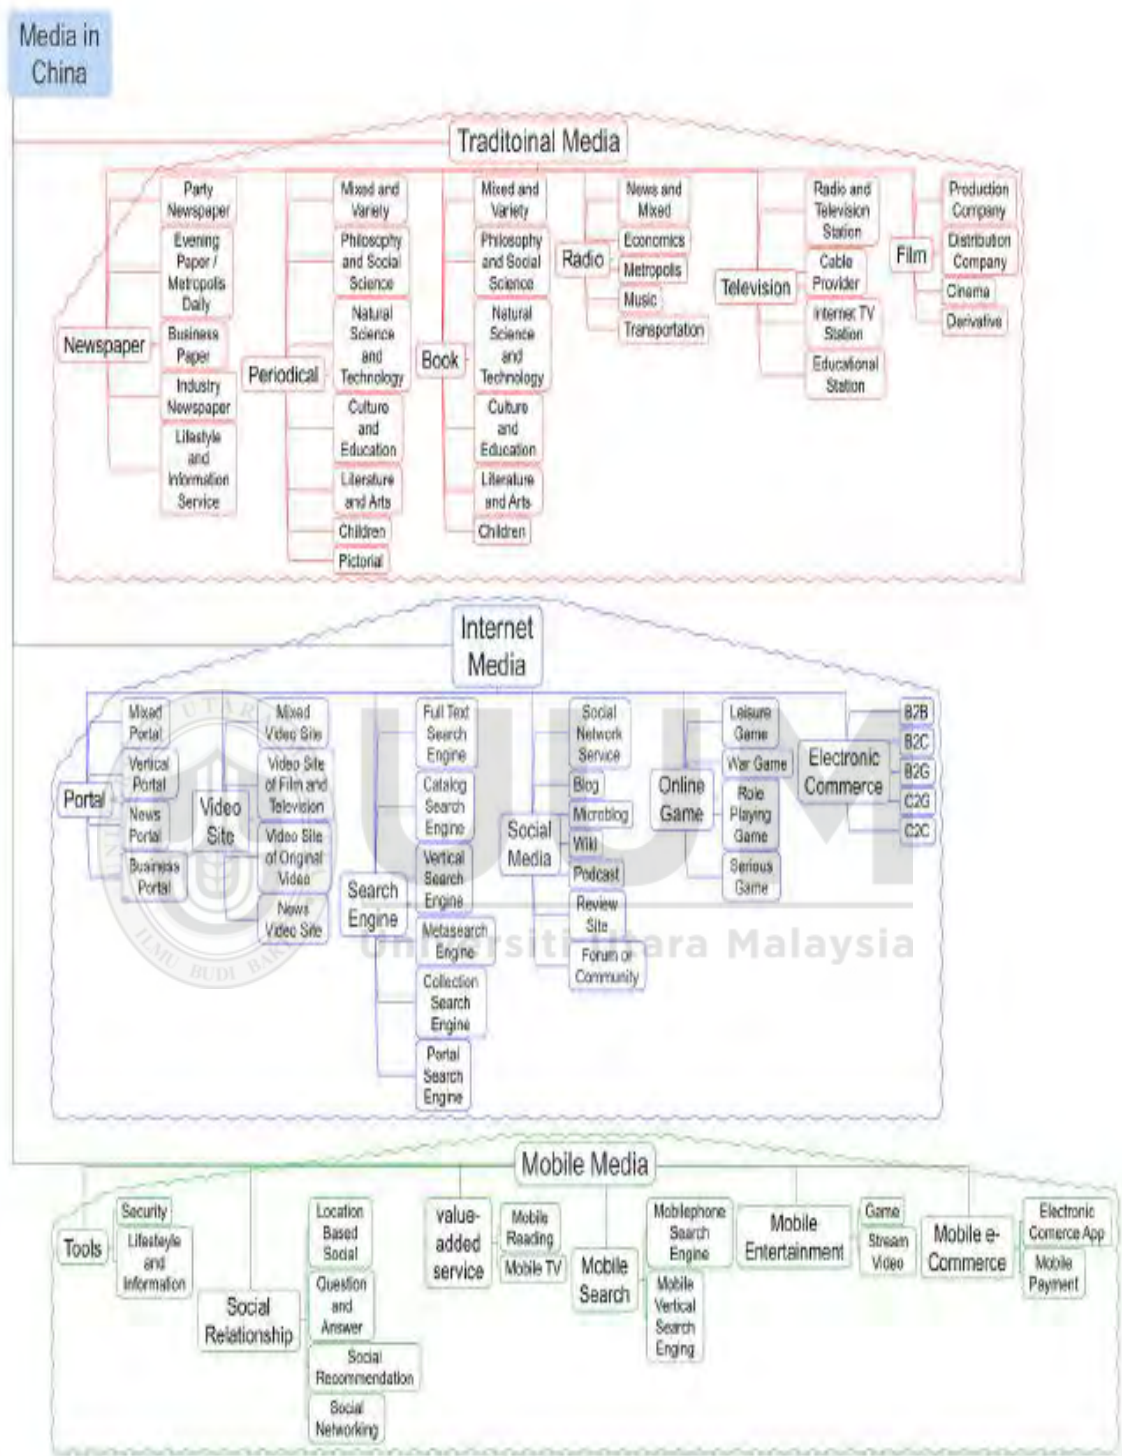 Media in
China
Traditoinal Media
Newspaper
Party
Newspaper
Evening
Paper /
Metropolis
Daily
Business
Paper
Industry
Newspaper
Lifestyle
and
Information
Service
Periodical
Mixed and
Variety
Philosophy
and Social
Science
Natural
Science
and
Technology
Culture
and
Education
Literature
and Arts
Children
Pictorial
Book
Mixed and
Variety
Philosophy
and Social
Science
Natural
Science
and
Technology
Culture
and
Education
Literature
and Arts
Children
Radio
News and
Mixed
Economics
Metropolis
Music
Transportation
Television
Radio and
Television
Station
Cable
Provider
Internet TV
Station
Educational
Station
Film
Production
Company
Distribution
Company
Cinema
Derivative
Internet
Media
Portal
Mixed
Portal
Vertical
Portal
News
Portal
Business
Portal
Video
Site
Mixed
Video Site
Video Site
of Film and
Television
Video Site
of Original
Video
News
Video Site
Search
Engine
Full Text
Search
Engine
Catalog
Search
Engine
Vertical
Search
Engine
Metasearch
Engine
Collection
Search
Engine
Portal
Search
Engine
Social
Media
Social
Network
Service
Blog
Microblog
Wiki
Podcast
Review
Site
Forum or
Community
Online
Game
Leisure
Game
War Game
Role
Playing
Game
Serious
Game
Electronic
Commerce
B2B
B2C
B2G
C2G
C2C
UUM
Universiti Utara Malaysia
UTARA
ILMU BUDI
Mobile Media
Tools
Security
Lifesteyle
and
Information
Social
Relationship
Location
Based
Social
Question
and
Answer
Social
Recommendation
Social
Networking
value-
added
service
Mobile
Reading
Mobile TV
Mobile
Search
Mobilephone
Search
Engine
Mobile
Vertical
Search
Enging
Mobile
Entertainment
Game
Stream
Video
Mobile e-
Commerce
Electronic
Comerce App
Mobile
Payment